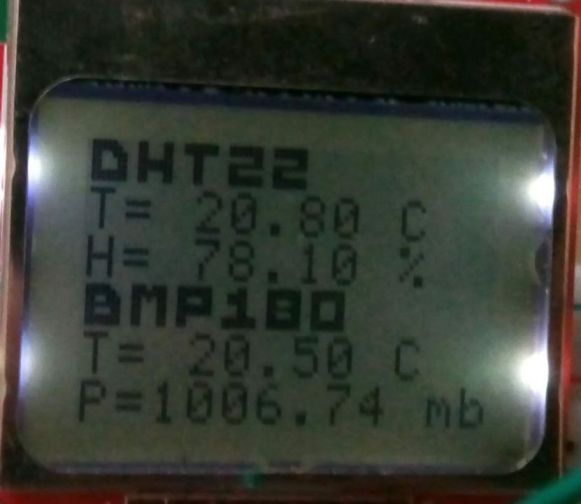 DHT22
T= 20.80 C
H= 78.10 %
BMP180
T= 20.50 C
P=1006.74 mb